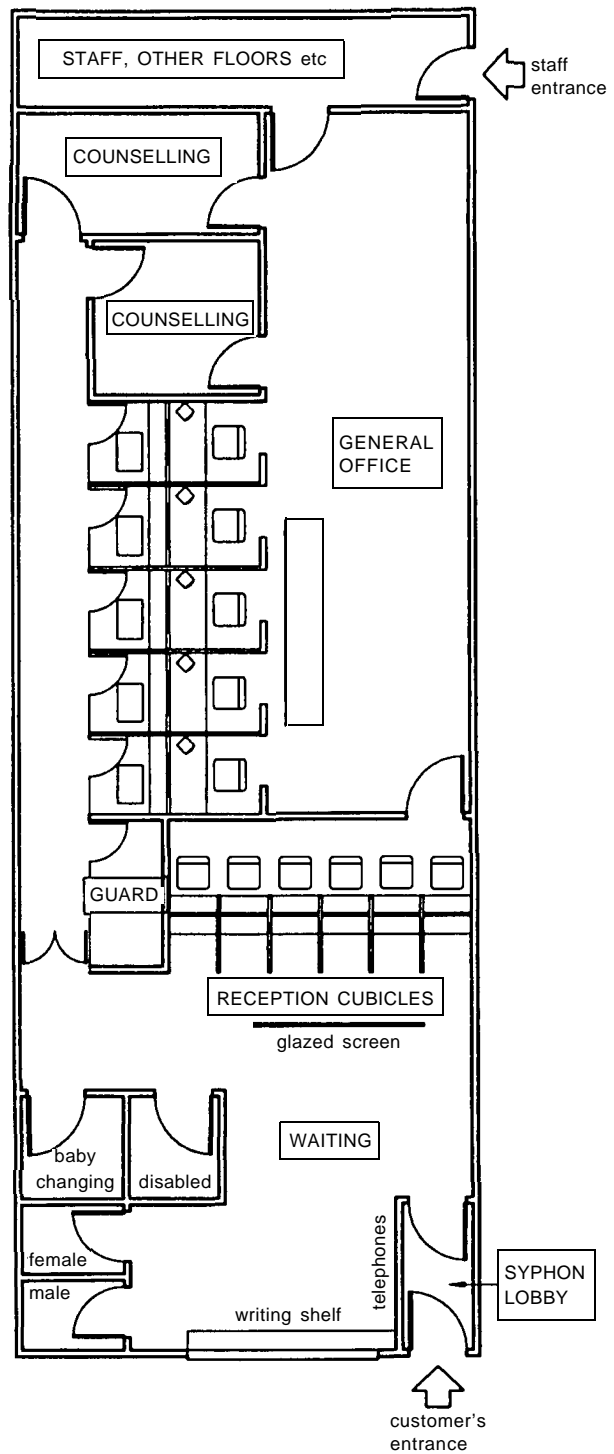 STAFF, OTHER FLOORS etc
staff
entrance
COUNSELLING
COUNSELLING
GENERAL
OFFICE
GUARD
RECEPTION CUBICLES
glazed screen
WAITING
baby
changing
disabled
female
male
telephones
writing shelf
SYPHON
LOBBY
customer's
entrance